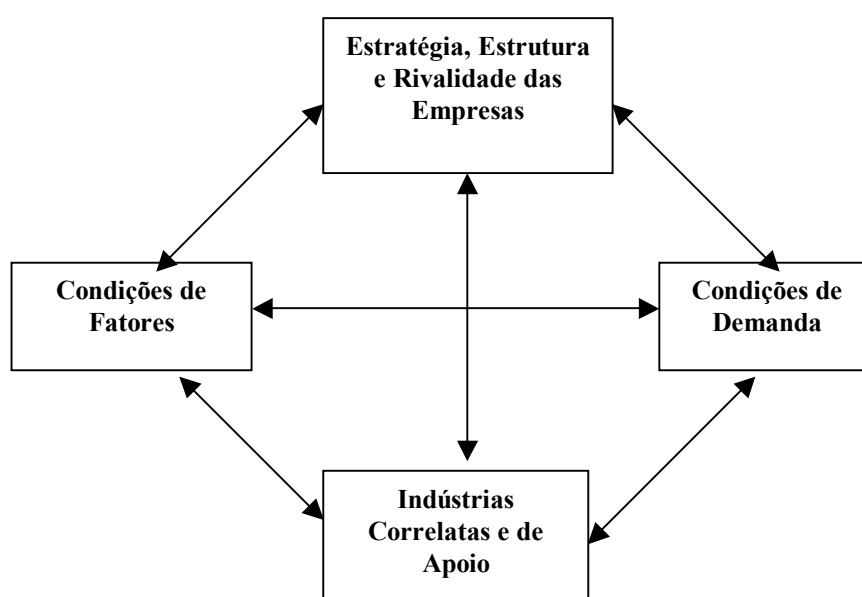 Estratégia, Estrutura
e Rivalidade das
Empresas
Condições de
Fatores
Condições de
Demanda
Indústrias
Correlatas e de
Apoio